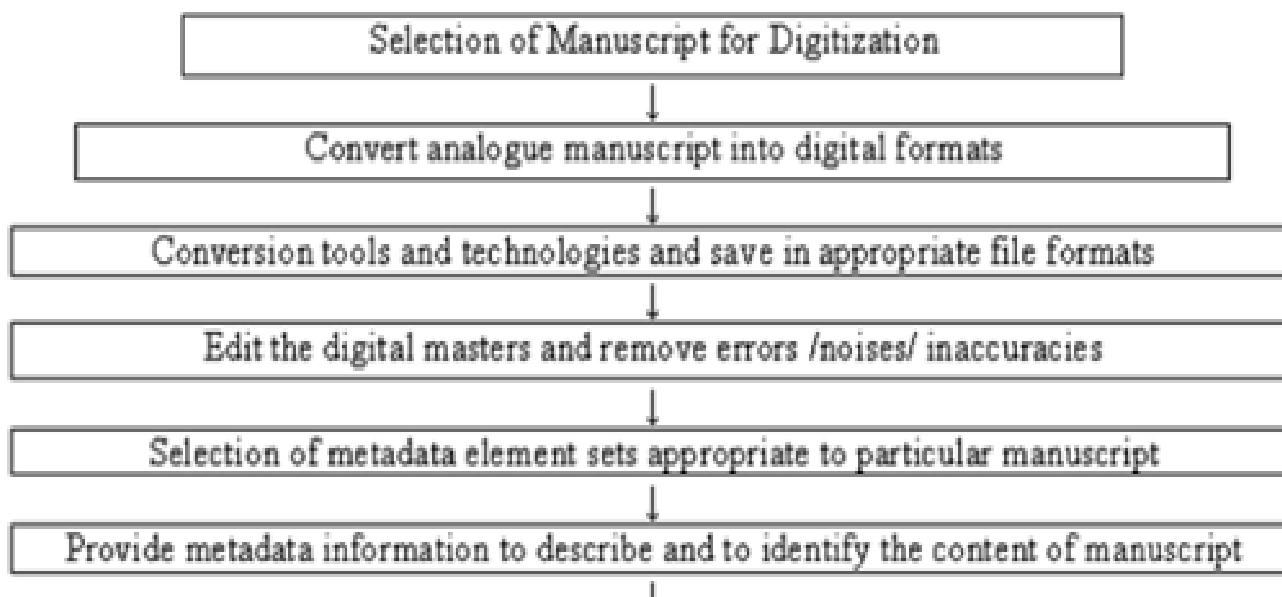 Selection of Manuscript for Digitization
Convert analogue manuscript into digital formats
Conversion tools and technologies and save in appropriate file formats
Edit the digital masters and remove errors /noises/ inaccuracies
Selection of metadata element sets appropriate to particular manuscript
Provide metadata information to describe and to identify the content of manuscript